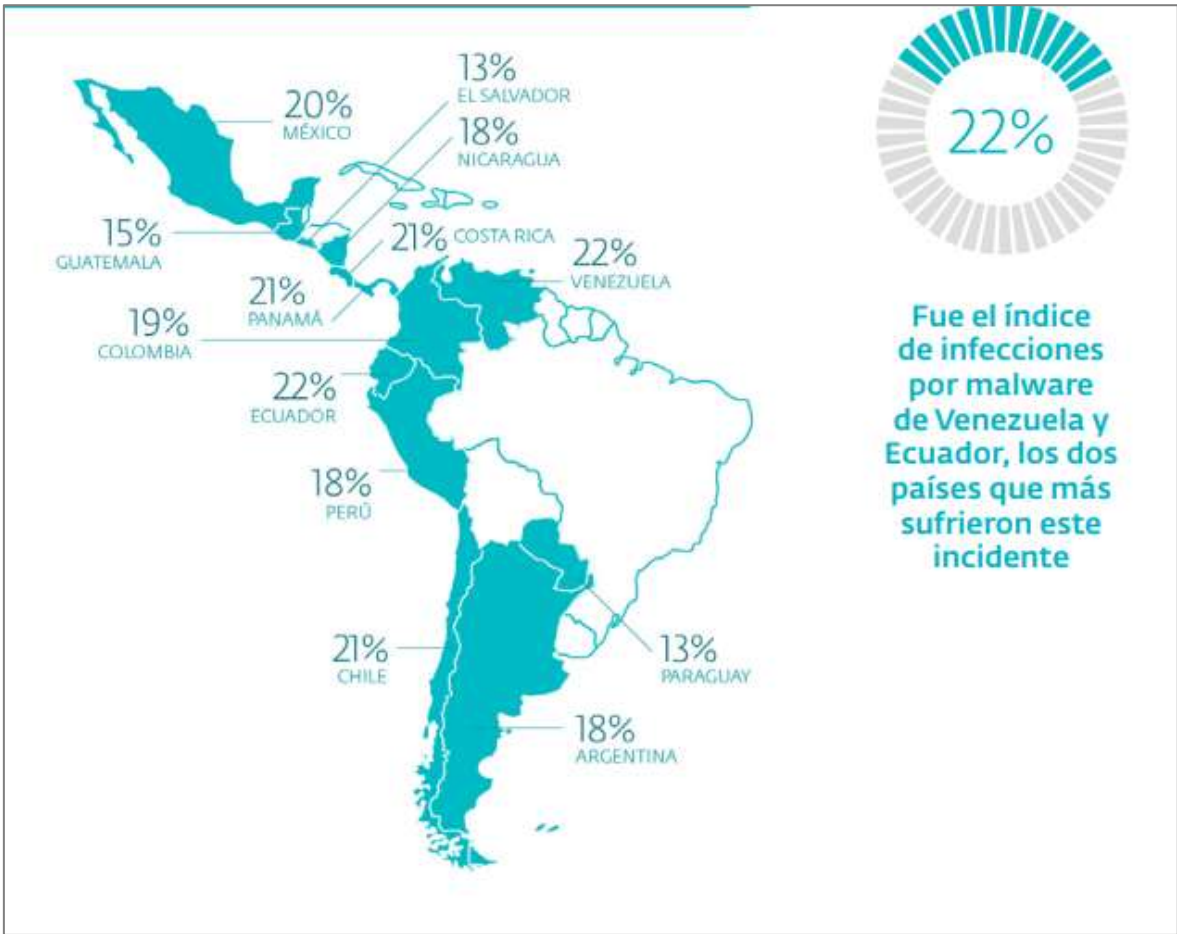 13%
EL SALVADOR
20%
MÉXICO
18%
NICARAGUA
15%
GUATEMALA
21% COSTA RICA
22%
VENEZUELA
21%
PANAMÁ
19%
COLOMBIA
22%
ECUADOR
18%
PERÚ
21%
CHILE
13%
PARAGUAY
18%
ARGENTINA
22%
Fue el índice
de infecciones
por malware
de Venezuela y
Ecuador, los dos
países que más
sufrieron este
incidente